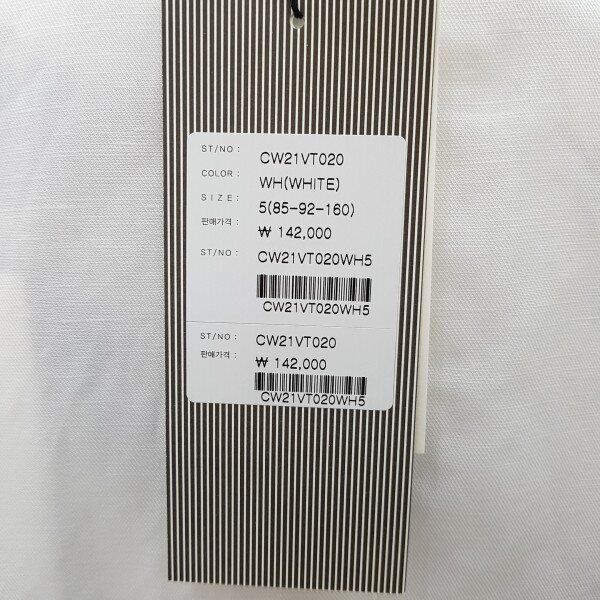 ST/NO : CW21VT020
COLOR : WH(WHITE)
SIZE : 5(85-92-160)
판매가격 : ₩ 142,000
ST/NO : CW21VT020WH5
CW21VT020WH5
ST/NO : CW21VT020
판매가격 : ₩ 142,000
CW21VT020WH5